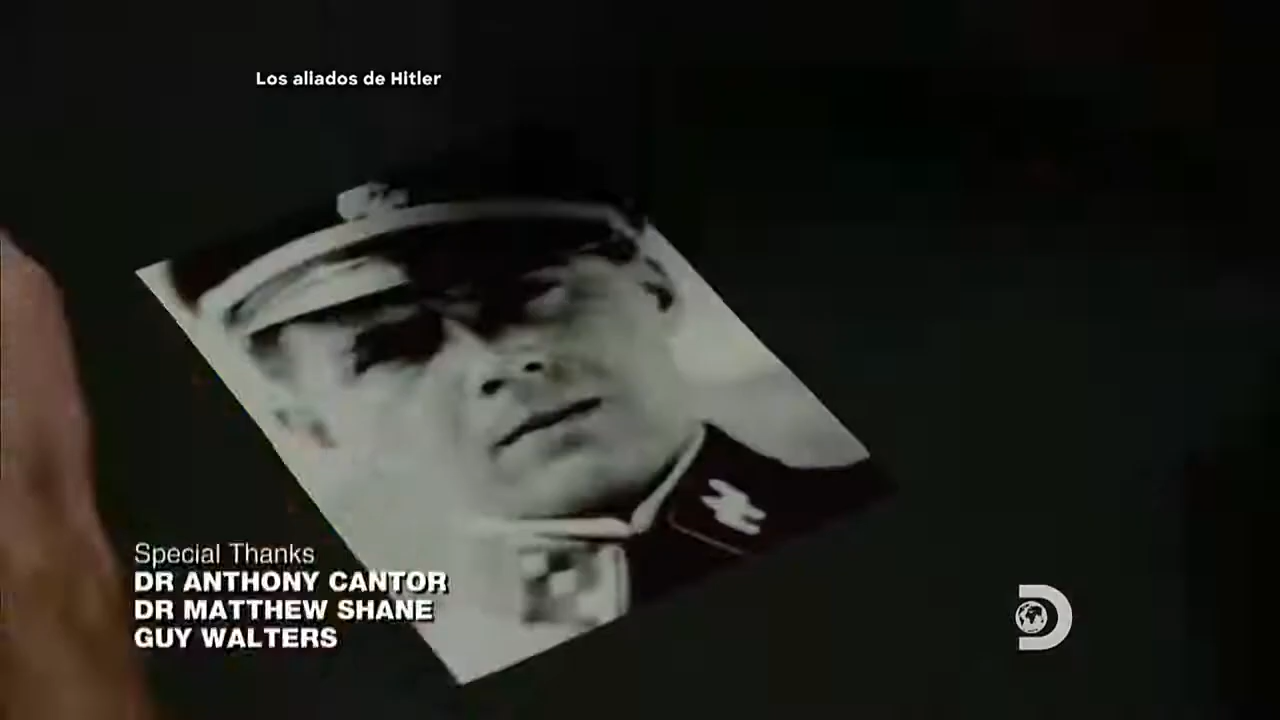 Los aliados de Hitler
Special Thanks
DR ANTHONY CANTOR
DR MATTHEW SHANE
GUY WALTERS